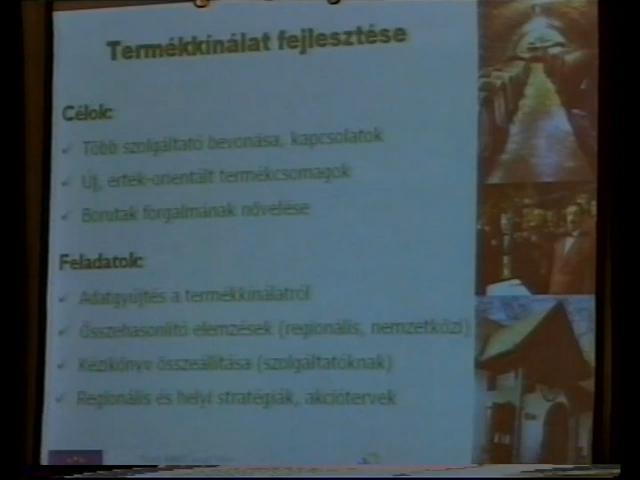 Termékkínálat fejlesztése
Célok:
Több szolgáltató bevonása, kapcsolatok
Új, érték-orientált termékcsomagok
Borutak forgalmának növelése
Feladatok:
Adatgyűjtés a termékkínálatról
Összehasonlító elemzések (regionális, nemzetközi)
Kézikönyv összeállítása (szolgáltatóknak)
Regionális és helyi stratégiák, akciótervek